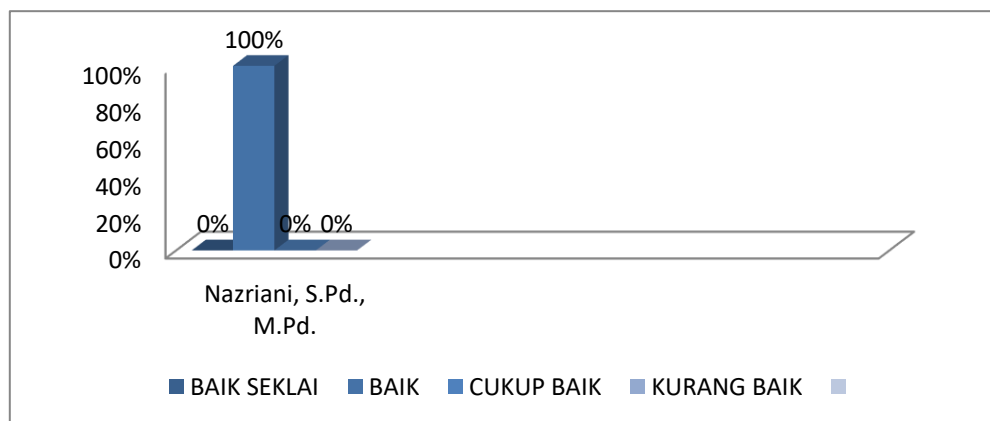 100%
100%
80%
60%
40%
20%
0%
0% 0% 0%
Nazriani, S.Pd.,
M.Pd.
BAIK SEKLAI BAIK CUKUP BAIK KURANG BAIK